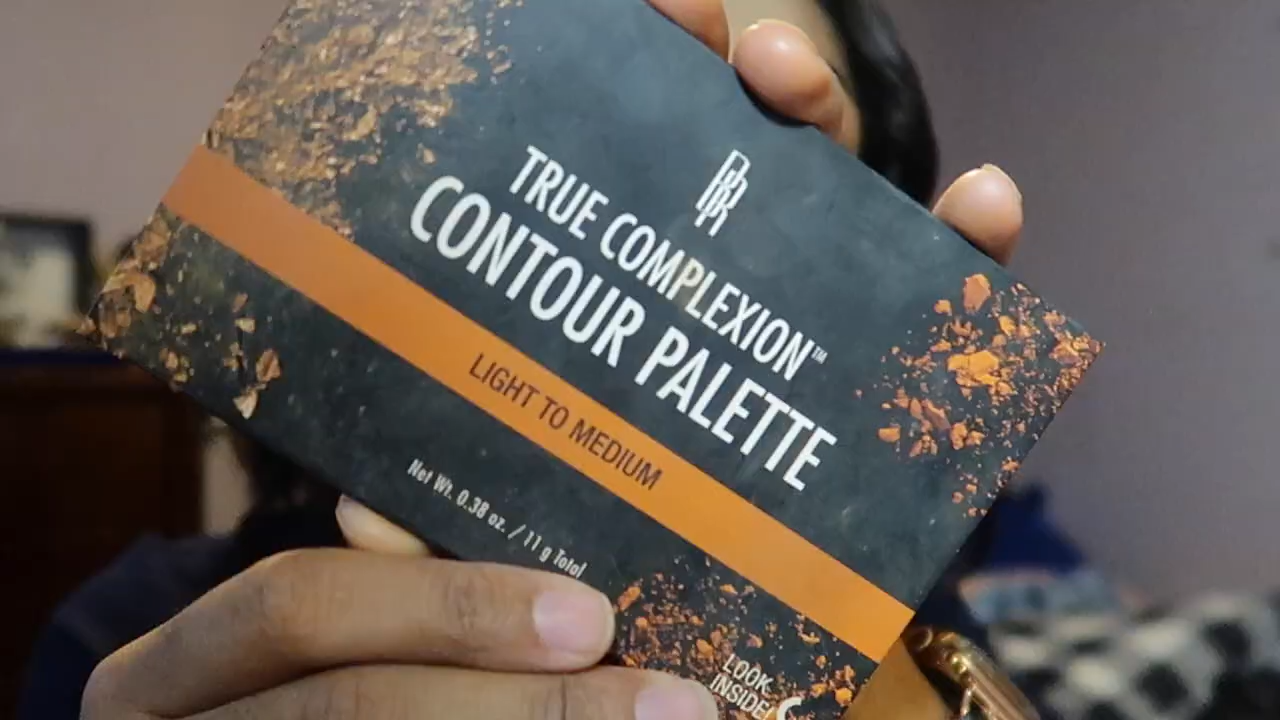 TRUE COMPLEXION™
CONTOUR PALETTE
LIGHT TO MEDIUM
Net Wt. 0.38 oz. / 11 g Total
LOOK
INSIDE!